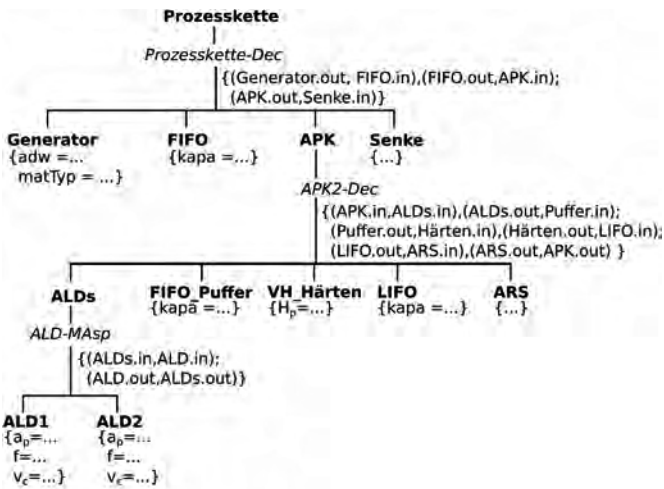 Prozesskette
Prozesskette-Dec
{(Generator.out, FIFO.in),(FIFO.out,APK.in);
(APK.out,Senke.in)}
Generator FIFO APK Senke
{adw =... {kapa =...} {...}
matTyp = ...}
APK2-Dec
{(APK.in,ALDs.in),(ALDs.out,Puffer.in);
(Puffer.out,Härten.in),(Härten.out,LIFO.in);
(LIFO.out,ARS.in),(ARS.out,APK.out) }
ALDs FIFO_Puffer VH_Härten LIFO ARS
{kapa =...} {Hp=...} {kapa =...} {...}
ALD-MAsp
{(ALDs.in,ALD.in);
(ALD.out,ALDs.out)}
ALD1 ALD2
{ap=... {ap=...
f=... f=...
vc=...} vc=...}